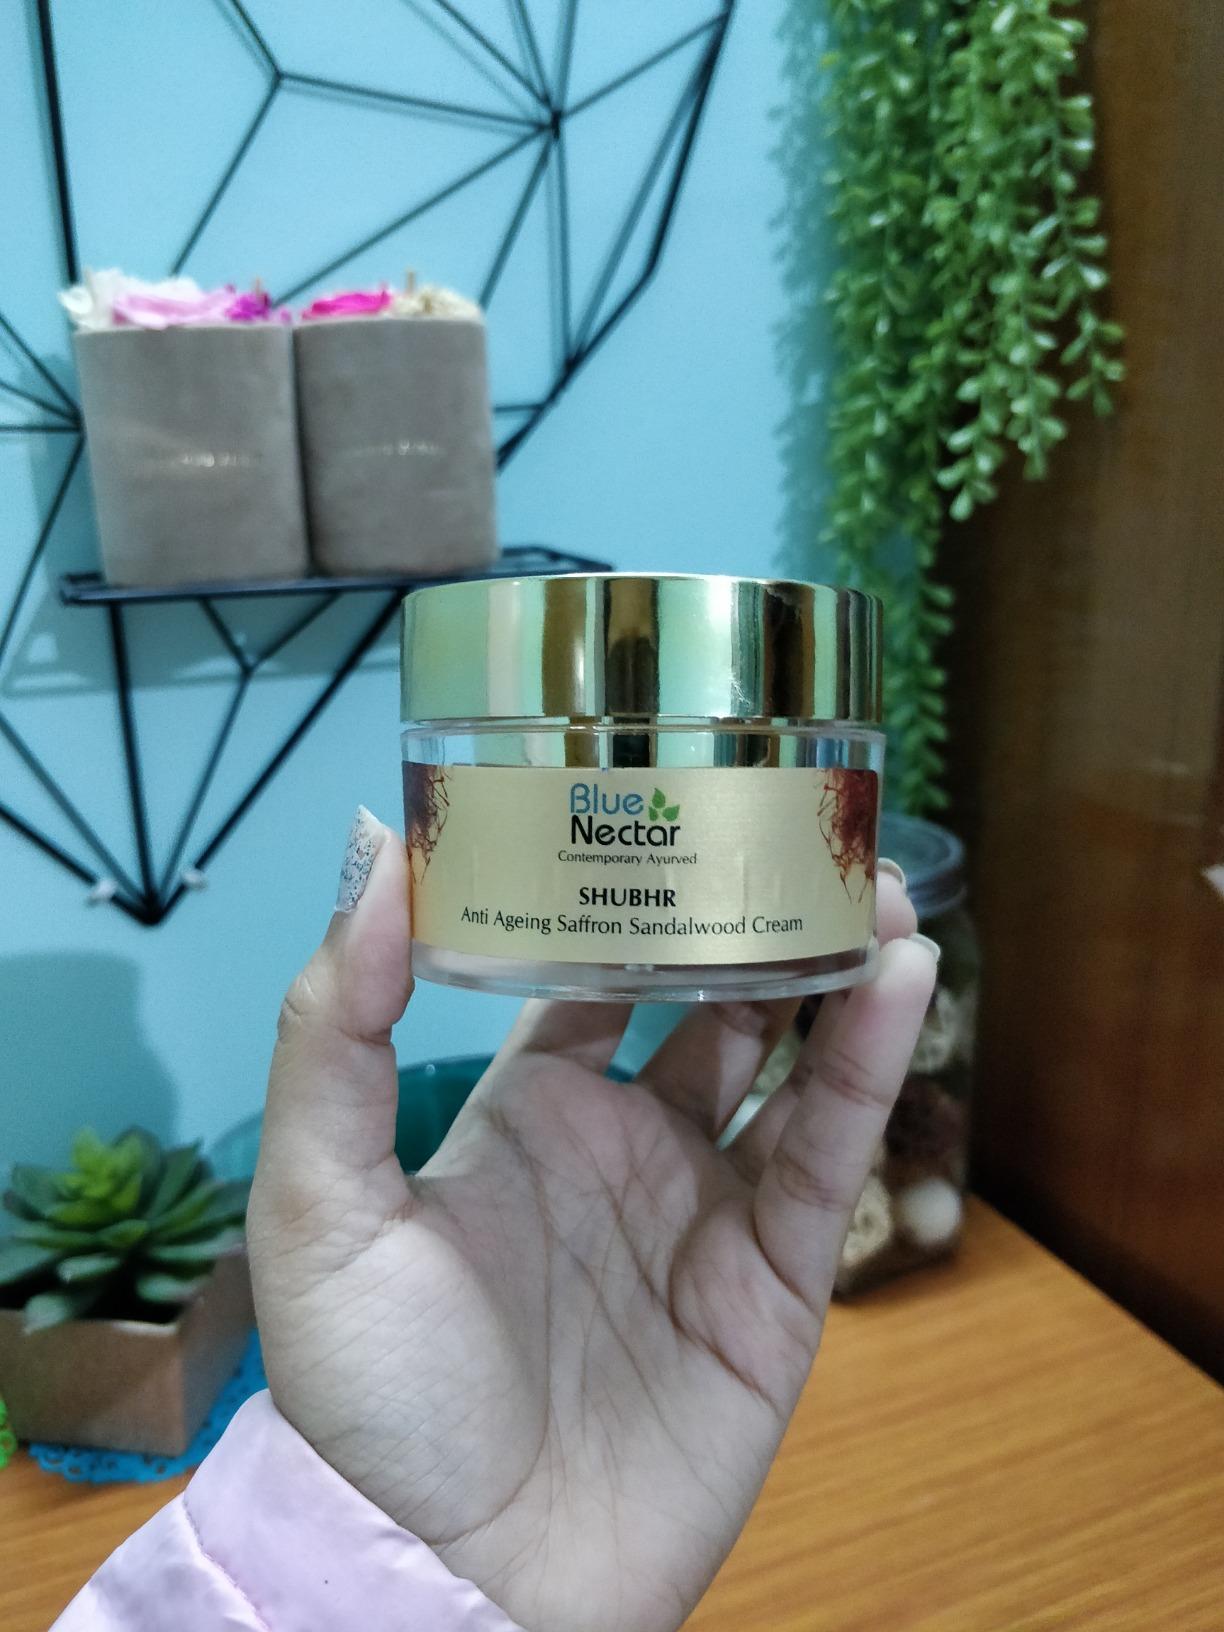 Blue
Nectar
Contemporary Ayurved
SHUBHR
Anti Ageing Saffron Sandalwood Cream